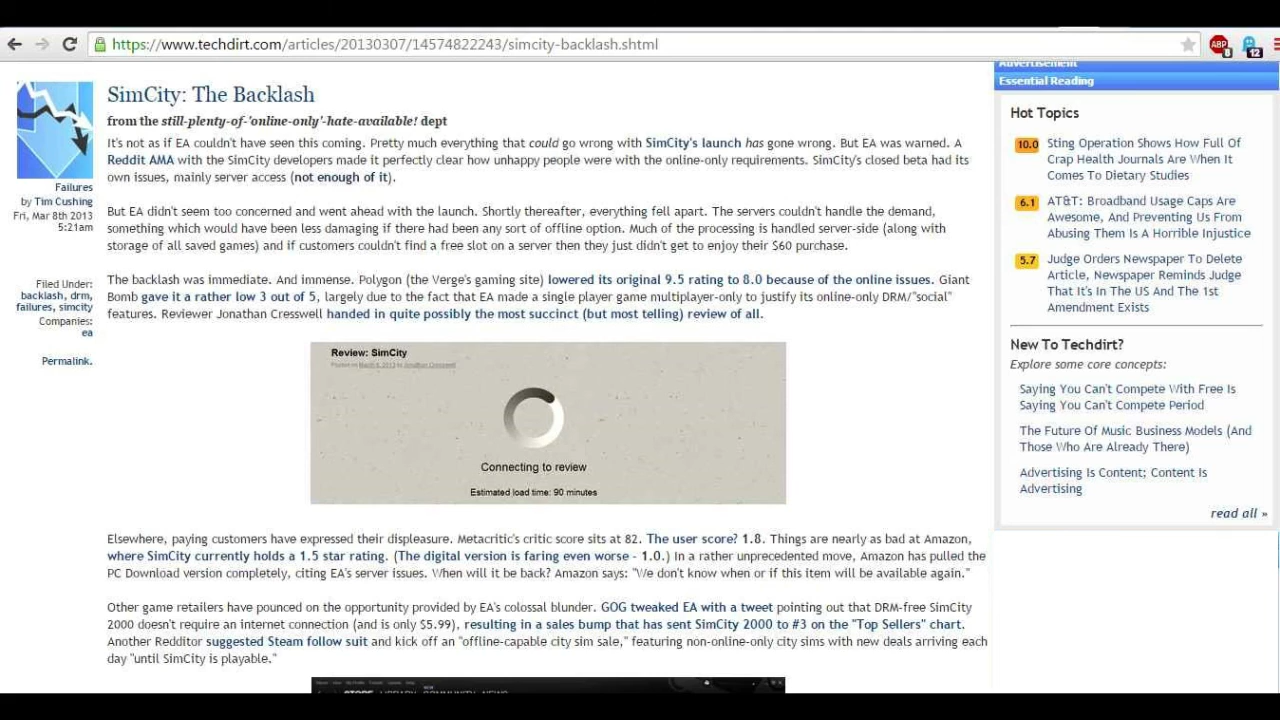 https://www.techdirt.com/articles/20130307/14574822243/simcity-backlash.shtml
ABP
8
12
SimCity: The Backlash
from the still-plenty-of-'online-only'-hate-available! dept
Failures
by Tim Cushing
Fri, Mar 8th 2013
5:21am
Filed Under:
backlash, drm,
failures, simcity
Companies:
ea
Permalink.
It's not as if EA couldn't have seen this coming. Pretty much everything that could go wrong with SimCity's launch has gone wrong. But EA was warned. A
Reddit AMA with the SimCity developers made it perfectly clear how unhappy people were with the online-only requirements. SimCity's closed beta had its
own issues, mainly server access (not enough of it).
But EA didn't seem too concerned and went ahead with the launch. Shortly thereafter, everything fell apart. The servers couldn't handle the demand,
something which would have been less damaging if there had been any sort of offline option. Much of the processing is handled server-side (along with
storage of all saved games) and if customers couldn't find a free slot on a server then they just didn't get to enjoy their $60 purchase.
The backlash was immediate. And immense. Polygon (the Verge's gaming site) lowered its original 9.5 rating to 8.0 because of the online issues. Giant
Bomb gave it a rather low 3 out of 5, largely due to the fact that EA made a single player game multiplayer-only to justify its online-only DRM/"social"
features. Reviewer Jonathan Cresswell handed in quite possibly the most succinct (but most telling) review of all.
Review: SimCity
Posted on March 6, 2013 by Jonathan Cresswell
Connecting to review
Estimated load time: 90 minutes
Elsewhere, paying customers have expressed their displeasure. Metacritic's critic score sits at 82. The user score? 1.8. Things are nearly as bad at Amazon,
where SimCity currently holds a 1.5 star rating. (The digital version is faring even worse - 1.0.) In a rather unprecedented move, Amazon has pulled the
PC Download version completely, citing EA's server issues. When will it be back? Amazon says: "We don't know when or if this item will be available again."
Other game retailers have pounced on the opportunity provided by EA's colossal blunder. GOG tweaked EA with a tweet pointing out that DRM-free SimCity
2000 doesn't require an internet connection (and is only $5.99), resulting in a sales bump that has sent SimCity 2000 to #3 on the "Top Sellers" chart.
Another Redditor suggested Steam follow suit and kick off an "offline-capable city sim sale," featuring non-online-only city sims with new deals arriving each
day "until SimCity is playable."
STORE LIBRARY COMMUNITY NEWS
Advertisement
Essential Reading
Hot Topics
10.0 Sting Operation Shows How Full Of
Crap Health Journals Are When It
Comes To Dietary Studies
6.1 AT&T: Broadband Usage Caps Are
Awesome, And Preventing Us From
Abusing Them Is A Horrible Injustice
5.7 Judge Orders Newspaper To Delete
Article, Newspaper Reminds Judge
That It's In The US And The 1st
Amendment Exists
New To Techdirt?
Explore some core concepts:
Saying You Can't Compete With Free Is
Saying You Can't Compete Period
The Future Of Music Business Models (And
Those Who Are Already There)
Advertising Is Content; Content Is
Advertising
read all »